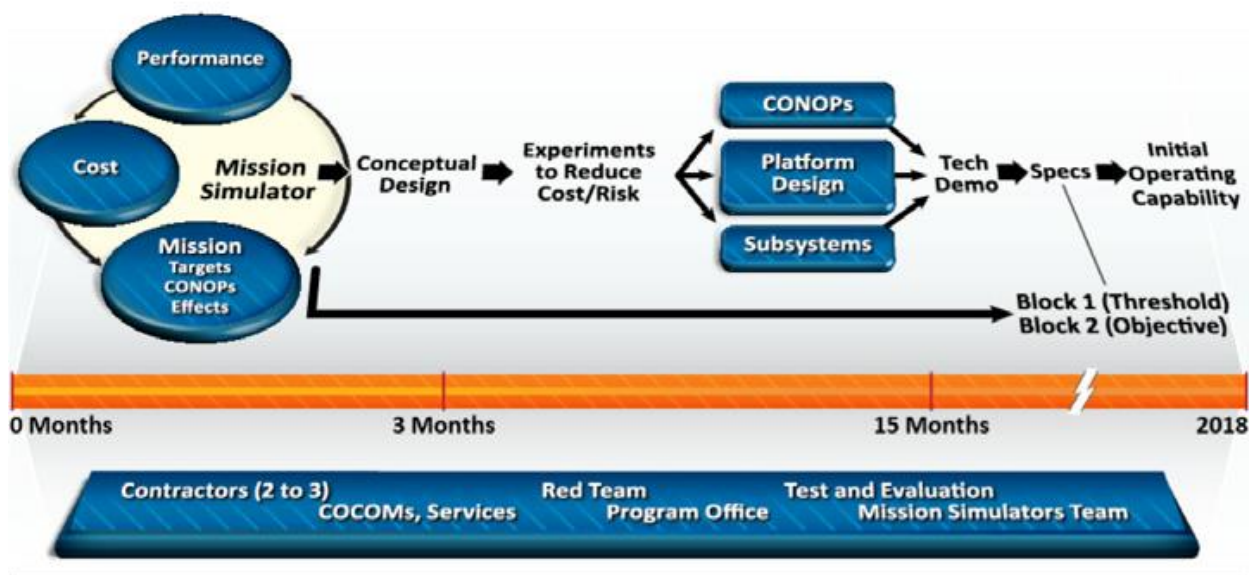 Performance
Cost
Mission
Simulator
Mission
Targets
CONOPs
Effects
Conceptual
Design
Experiments
to Reduce
Cost/Risk
CONOPs
Platform
Design
Subsystems
Tech
Demo
Specs
Initial
Operating
Capability
Block 1 (Threshold)
Block 2 (Objective)
0 Months
3 Months
15 Months
2018
Contractors (2 to 3)
Red Team
Test and Evaluation
COCOMs, Services
Program Office
Mission Simulators Team